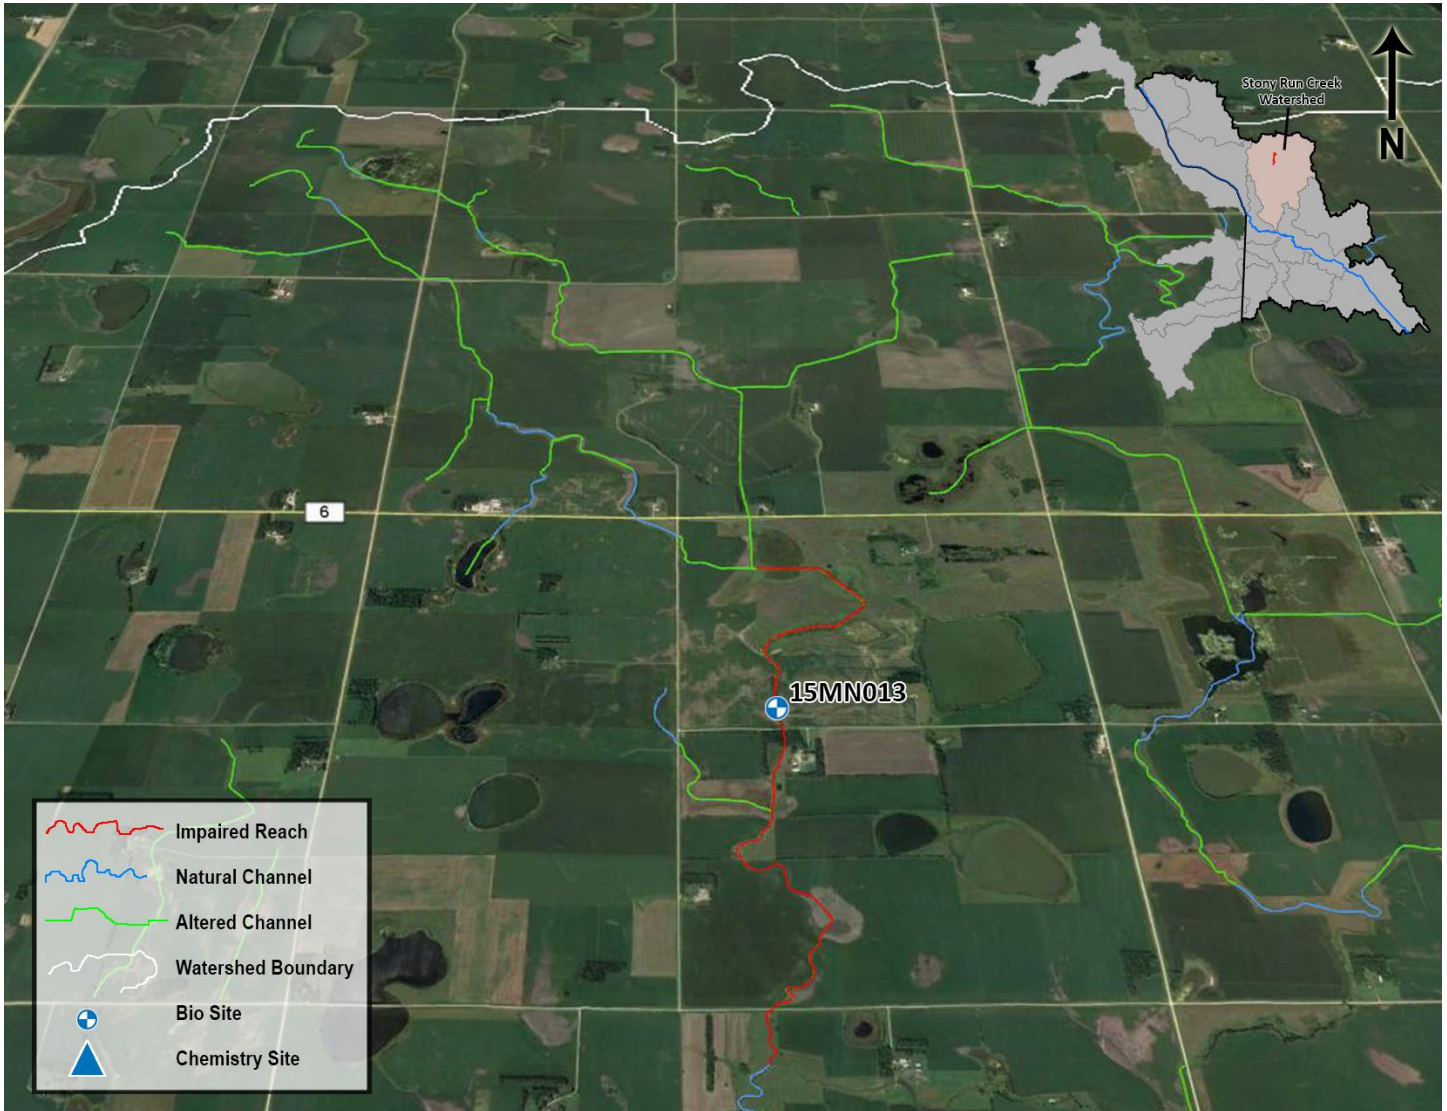 Stony Run Creek
Watershed
N
6
15MN013
Impaired Reach
Natural Channel
Altered Channel
Watershed Boundary
Bio Site
Chemistry Site